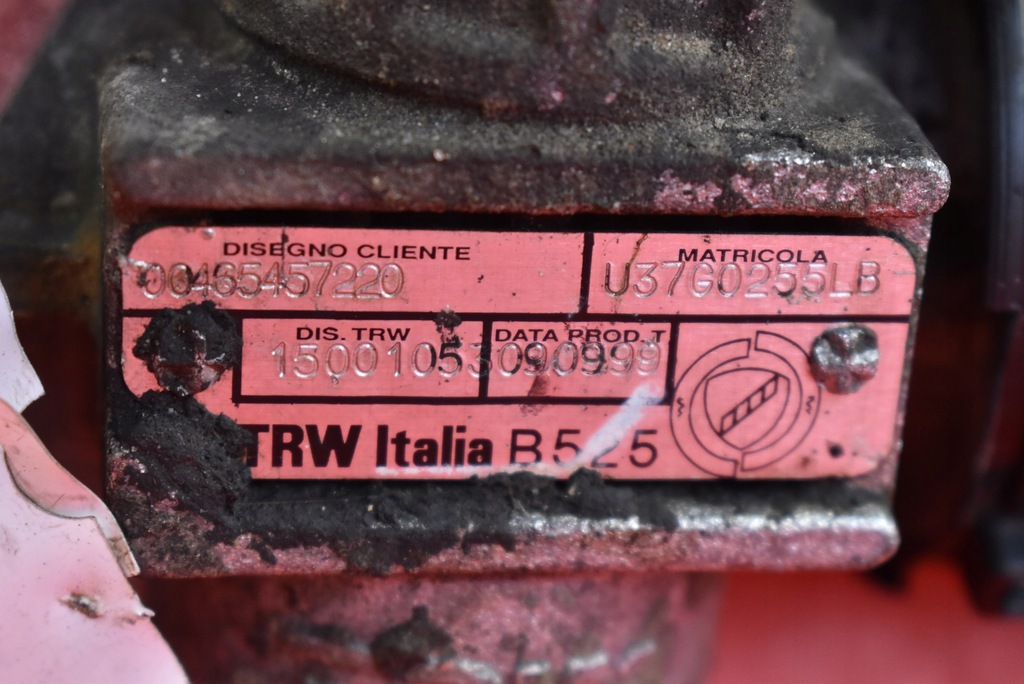 DISEGNO CLIENTE
00465457220
MATRICOLA
U37G0255LB
DIS. TRW
15001053
DATA PROD.T
090999
TRW Italia B525